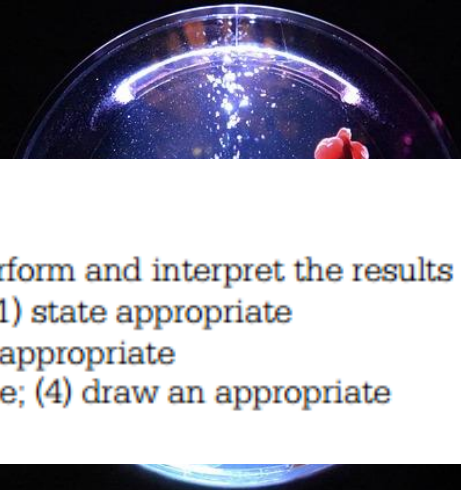 rform and interpret the results
1) state appropriate
appropriate
e; (4) draw an appropriate